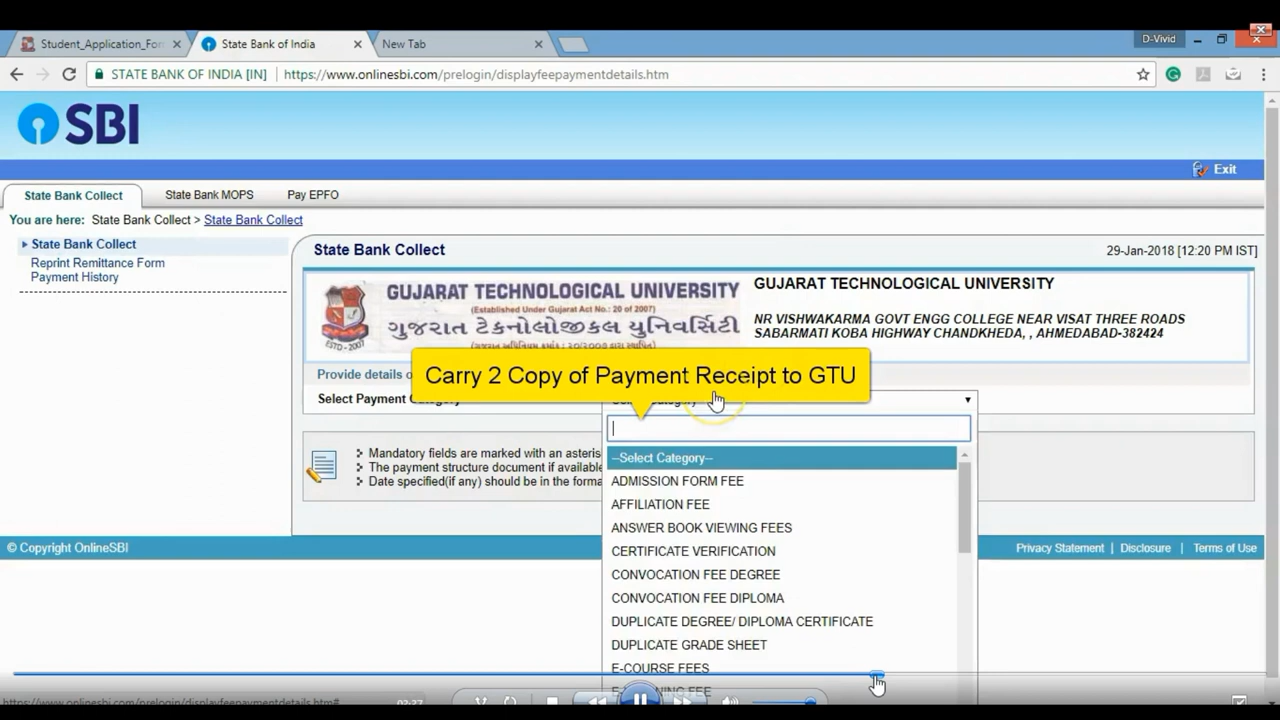 Student_Application_For
State Bank of India
New Tab
D-Vivid
STATE BANK OF INDIA [IN]
https://www.onlinesbi.com/prelogin/displayfeepaymentdetails.htm
SBI
Exit
State Bank Collect
State Bank MOPS
Pay EPFO
You are here: State Bank Collect > State Bank Collect
State Bank Collect
Reprint Remittance Form
Payment History
State Bank Collect
29-Jan-2018 [12:20 PM IST]
GUJARAT TECHNOLOGICAL UNIVERSITY
(Established Under Gujarat Act No.: 20 of 2007)
ગુજરાત ટેકનોલોજીકલ યુનિવર્સિટી
GUJARAT TECHNOLOGICAL UNIVERSITY
NR VISHWAKARMA GOVT ENGG COLLEGE NEAR VISAT THREE ROADS
SABARMATI KOBA HIGHWAY CHANDKHEDA, , AHMEDABAD-382424
Provide details o
Carry 2 Copy of Payment Receipt to GTU
Select Payment Category
Mandatory fields are marked with an asteris
The payment structure document if available
Date specified(if any) should be in the forma
--Select Category--
ADMISSION FORM FEE
AFFILIATION FEE
ANSWER BOOK VIEWING FEES
CERTIFICATE VERIFICATION
CONVOCATION FEE DEGREE
CONVOCATION FEE DIPLOMA
DUPLICATE DEGREE/ DIPLOMA CERTIFICATE
DUPLICATE GRADE SHEET
E-COURSE FEES
© Copyright OnlineSBI
Privacy Statement | Disclosure | Terms of Use
https://www.onlinesbi.com/prelogin/displayfeepaymentdetails.htm#